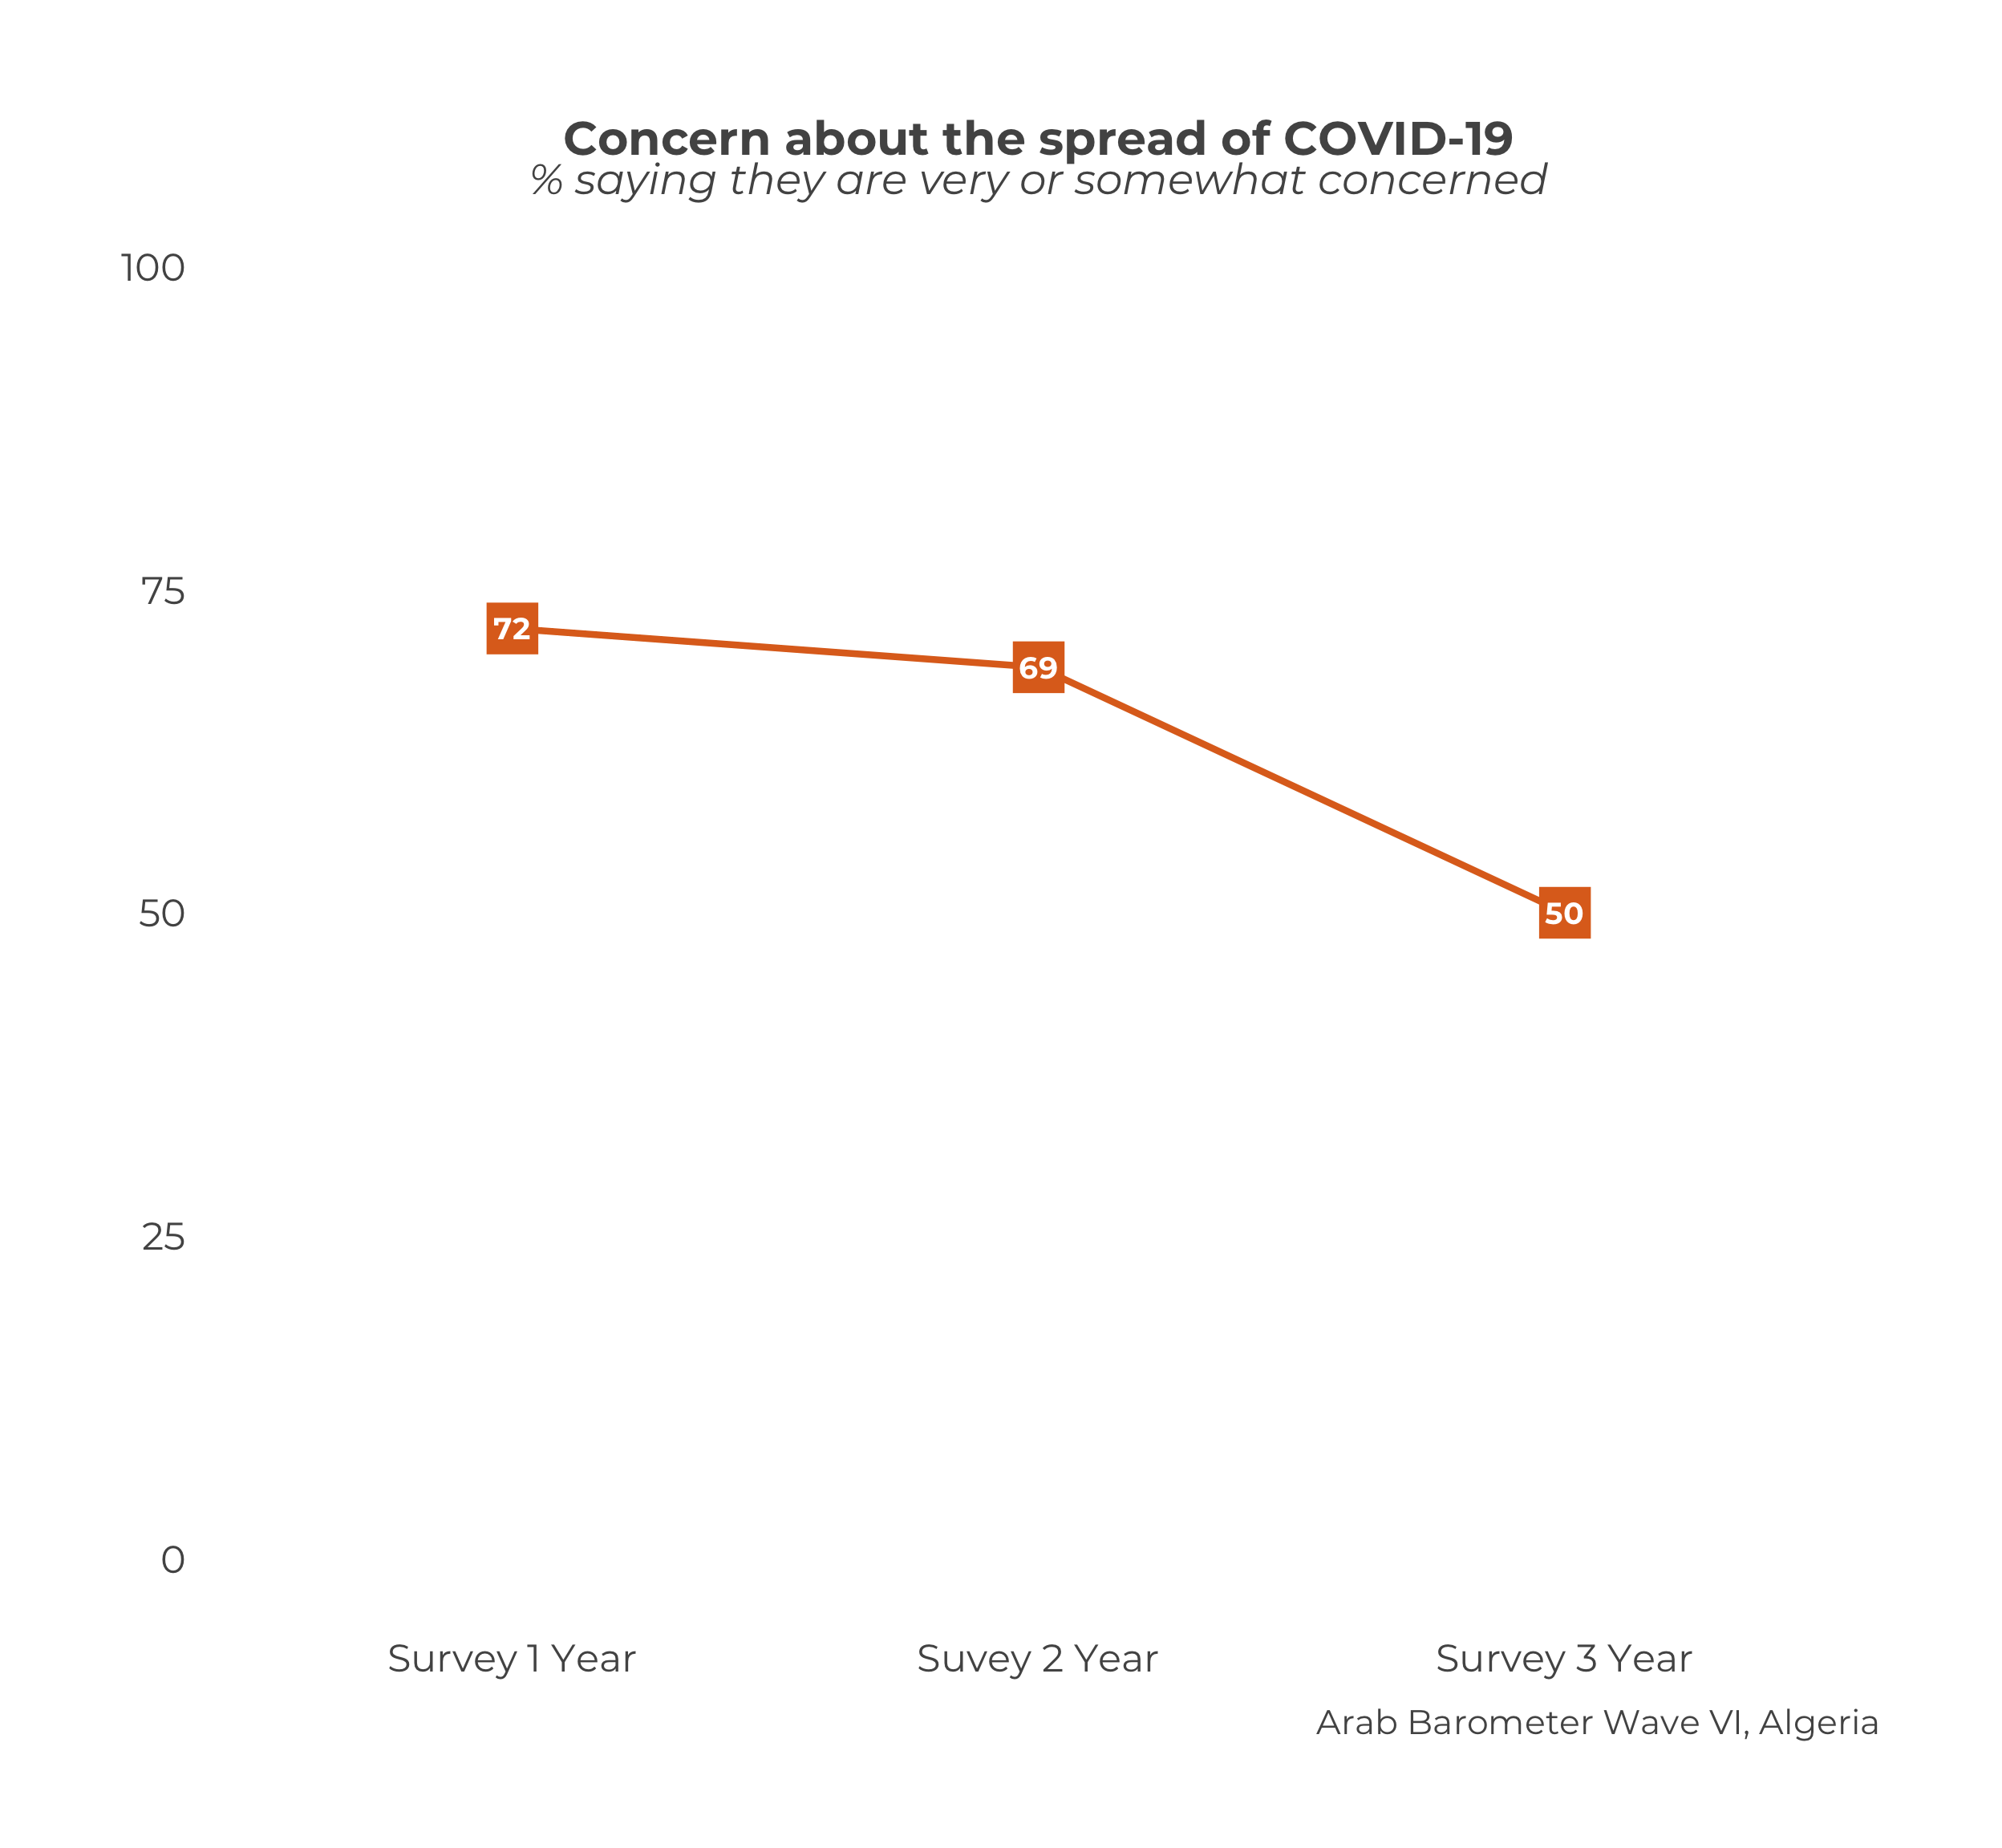 Concern about the spread of COVID-19
% saying they are very or somewhat concerned
100
75
72
69
50
50
25
0
Survey 1 Year
Suvey 2 Year
Survey 3 Year
Arab Barometer Wave VI, Algeria